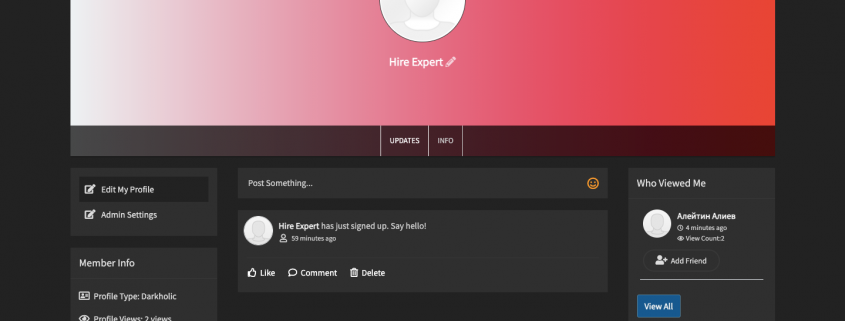 Hire Expert
UPDATES
INFO
Edit My Profile
Admin Settings
Member Info
Profile Type: Darkholic
Profile Views: 2 views
Post Something...
Hire Expert has just signed up. Say hello!
59 minutes ago
Like
Comment
Delete
Who Viewed Me
Алейтин Алиев
4 minutes ago
View Count:2
Add Friend
View All